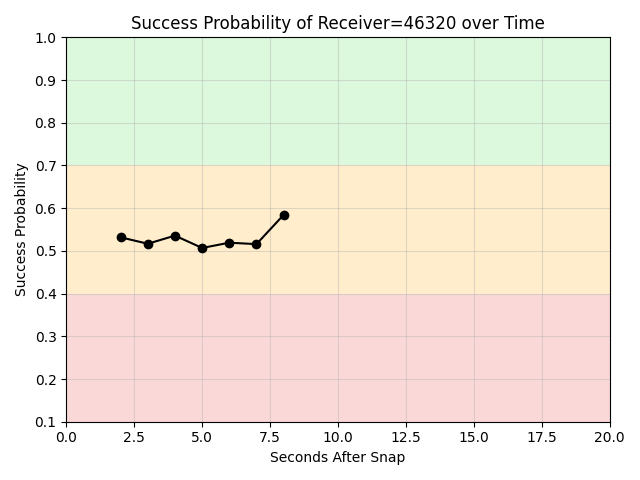 Success Probability of Receiver=46320 over Time
1.0
0.9
0.8
0.7
0.6
0.5
0.4
0.3
0.2
0.1
Success Probability
0.0 2.5 5.0 7.5 10.0 12.5 15.0 17.5 20.0
Seconds After Snap